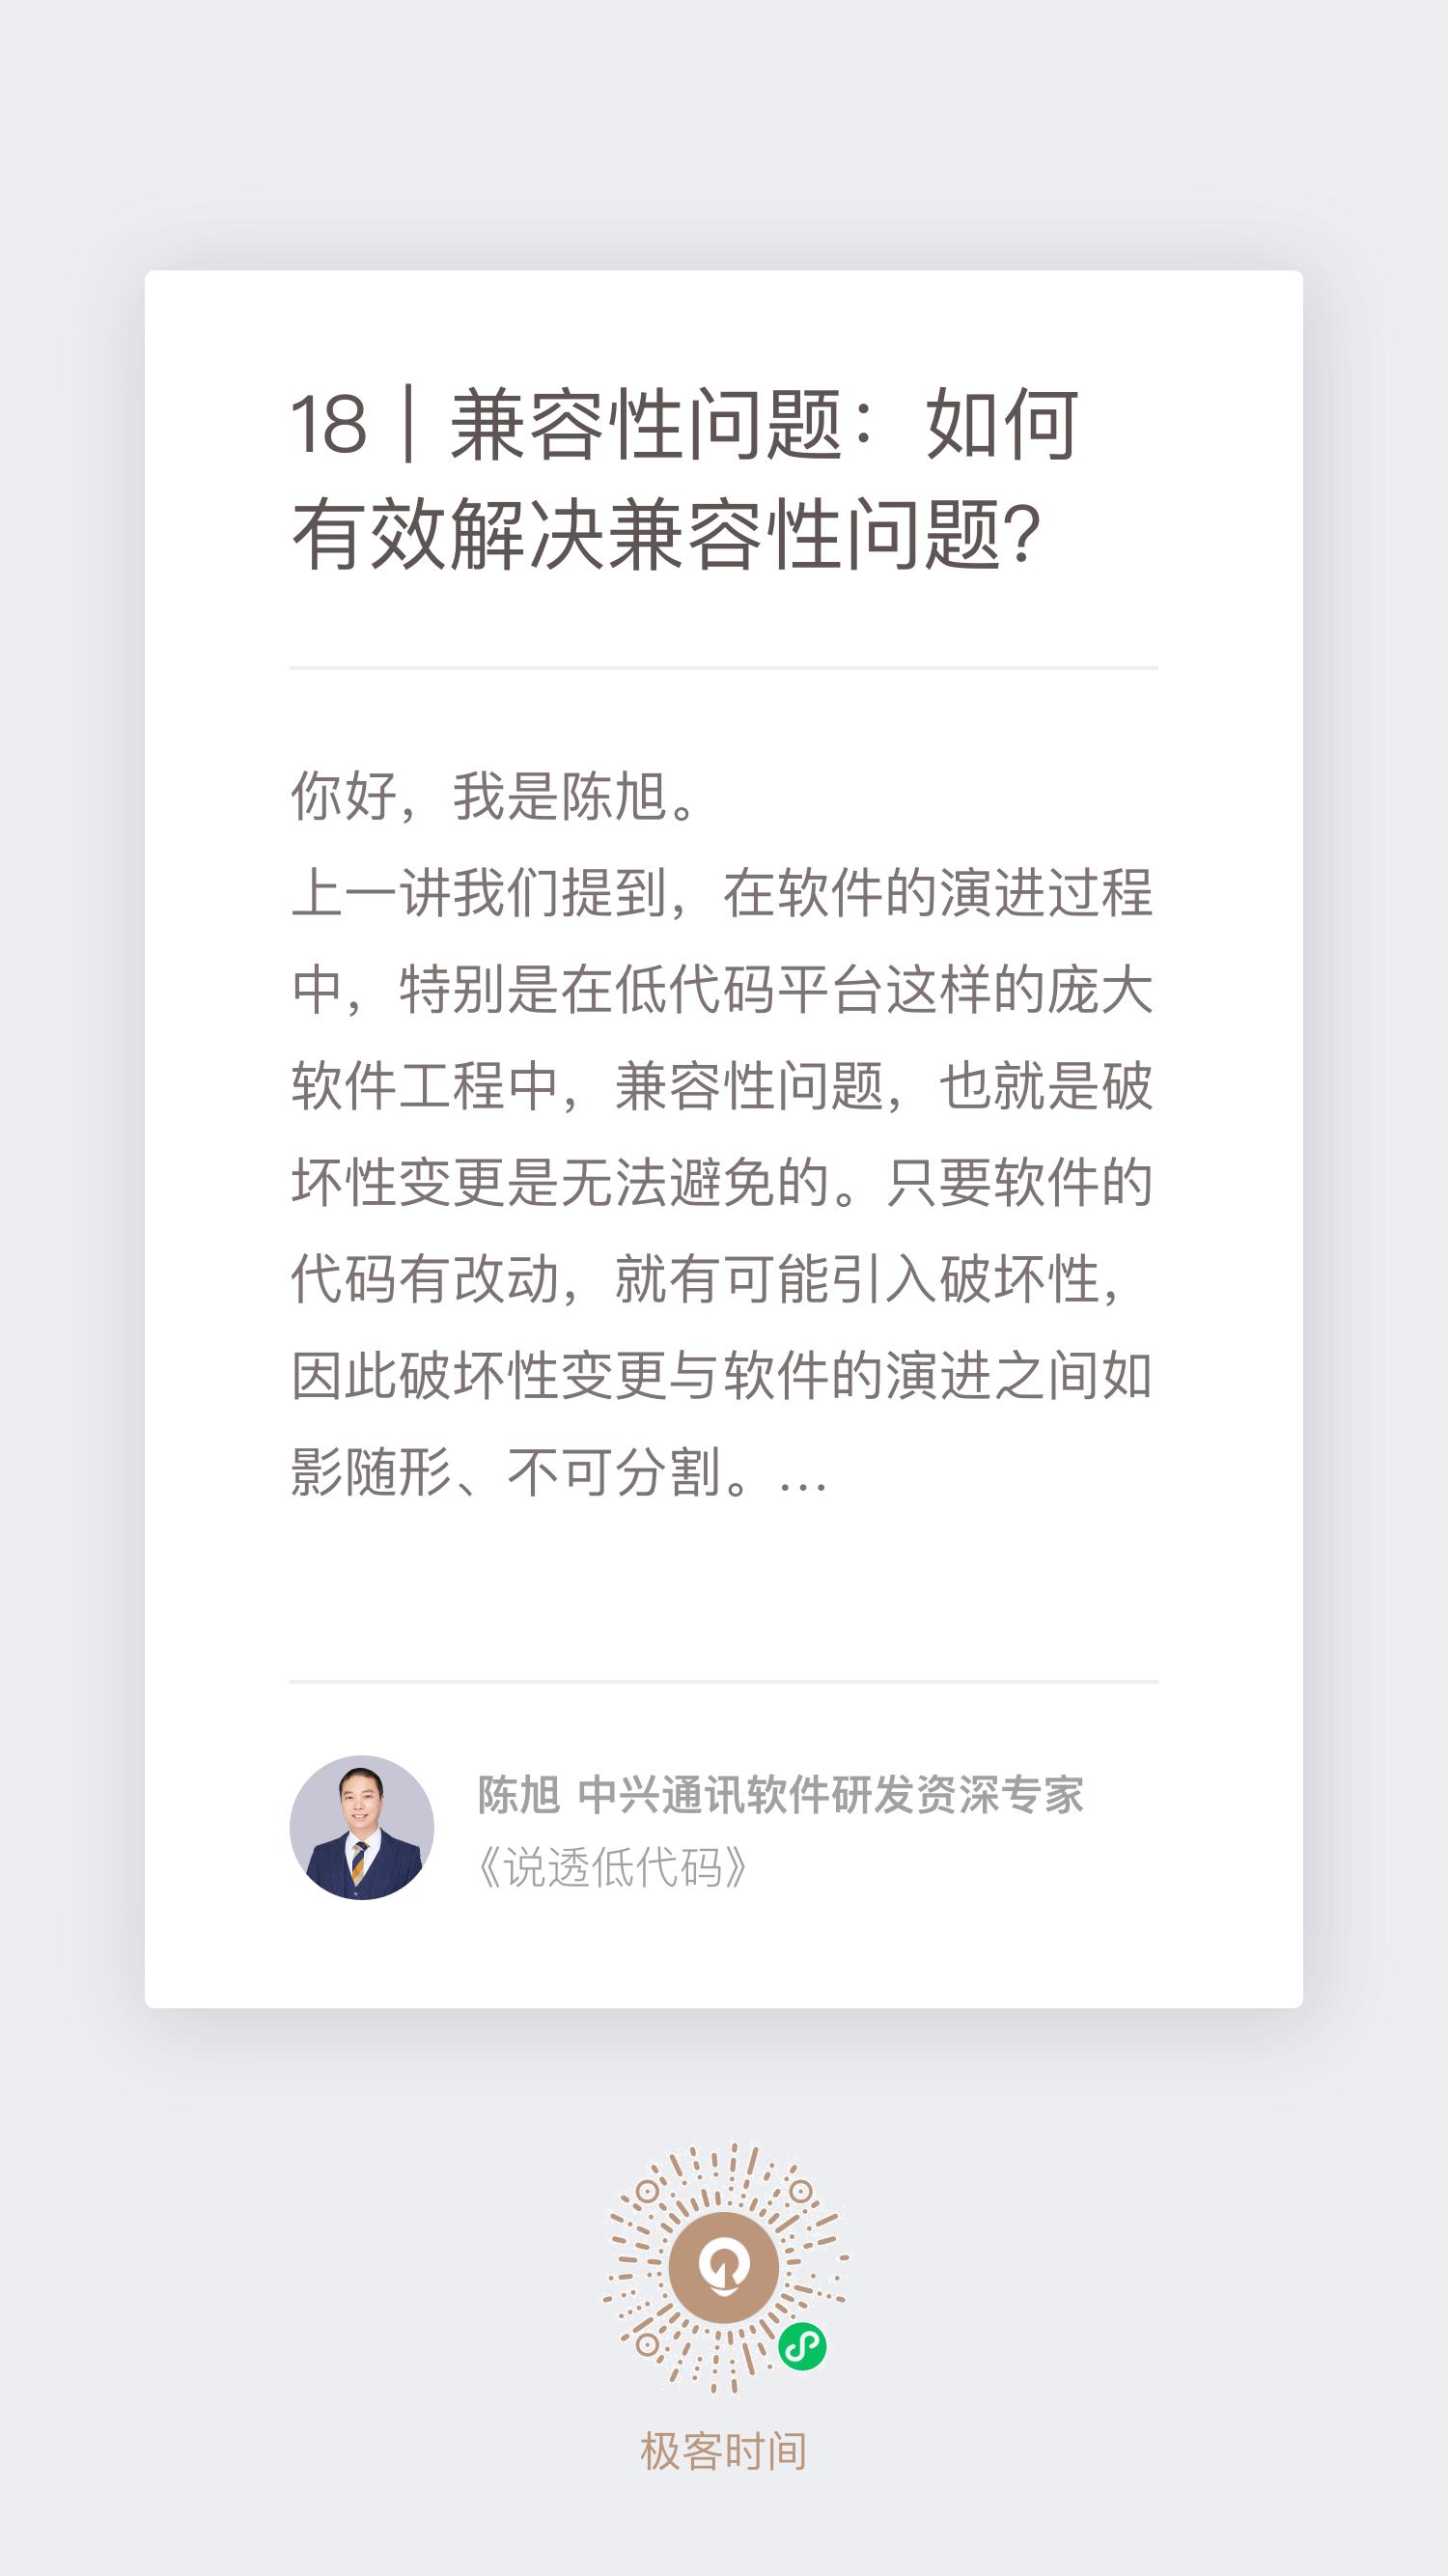 18｜兼容性问题：如何
有效解决兼容性问题？
你好，我是陈旭。
上一讲我们提到，在软件的演进过程
中，特别是在低代码平台这样的庞大
软件工程中，兼容性问题，也就是破
坏性变更是无法避免的。只要软件的
代码有改动，就有可能引入破坏性，
因此破坏性变更与软件的演进之间如
影随形、不可分割。...
陈旭 中兴通讯软件研发资深专家
《说透低代码》
极客时间